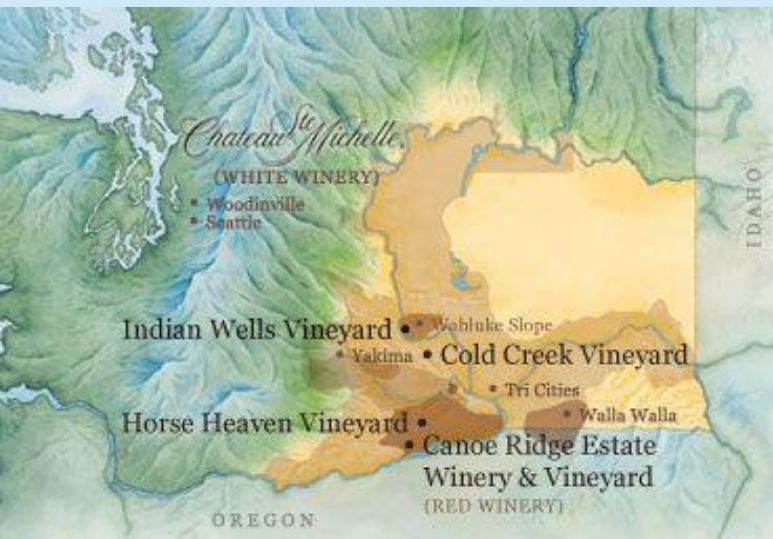 Chateau Ste Michelle
(WHITE WINERY)
Woodinville
Seattle
IDAHO
Indian Wells Vineyard
Wahluke Slope
Yakima
Cold Creek Vineyard
Tri Cities
Walla Walla
Horse Heaven Vineyard
Canoe Ridge Estate
Winery & Vineyard
(RED WINERY)
OREGON